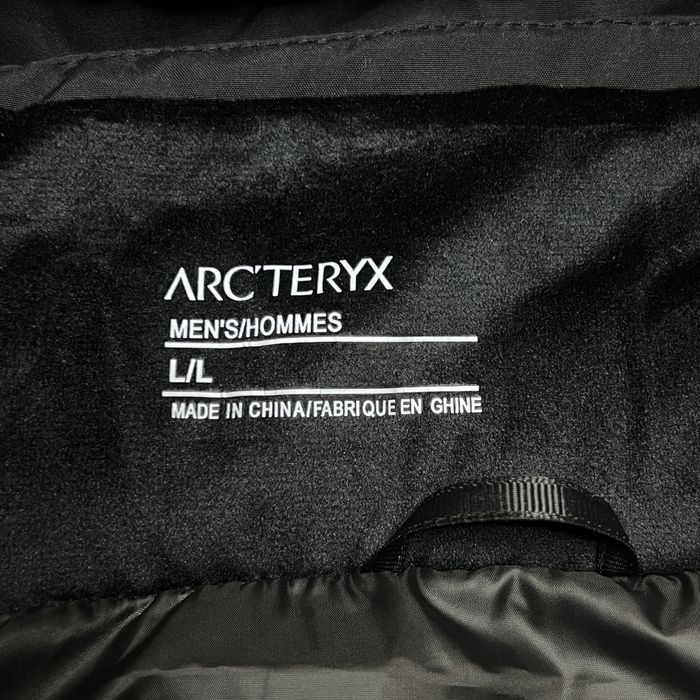 ARC'TERYX
MEN'S/HOMMES
L/L
MADE IN CHINA/FABRIQUE EN GHINE